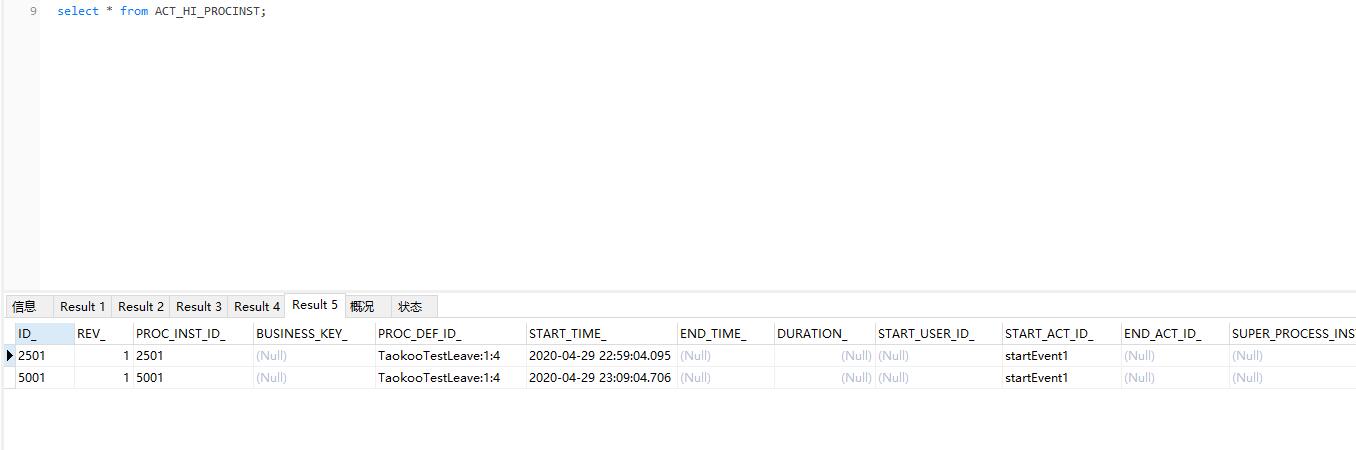 9 select * from ACT_HI_PROCINST;
信息 Result 1 Result 2 Result 3 Result 4 Result 5 概况 状态
ID_ REV_ PROC_INST_ID_ BUSINESS_KEY_ PROC_DEF_ID_ START_TIME_ END_TIME_ DURATION_ START_USER_ID_ START_ACT_ID_ END_ACT_ID_ SUPER_PROCESS_INS
2501 1 2501 (Null) TaokooTestLeave:1:4 2020-04-29 22:59:04.095 (Null) (Null) (Null) startEvent1 (Null) (Null)
5001 1 5001 (Null) TaokooTestLeave:1:4 2020-04-29 23:09:04.706 (Null) (Null) (Null) startEvent1 (Null) (Null)